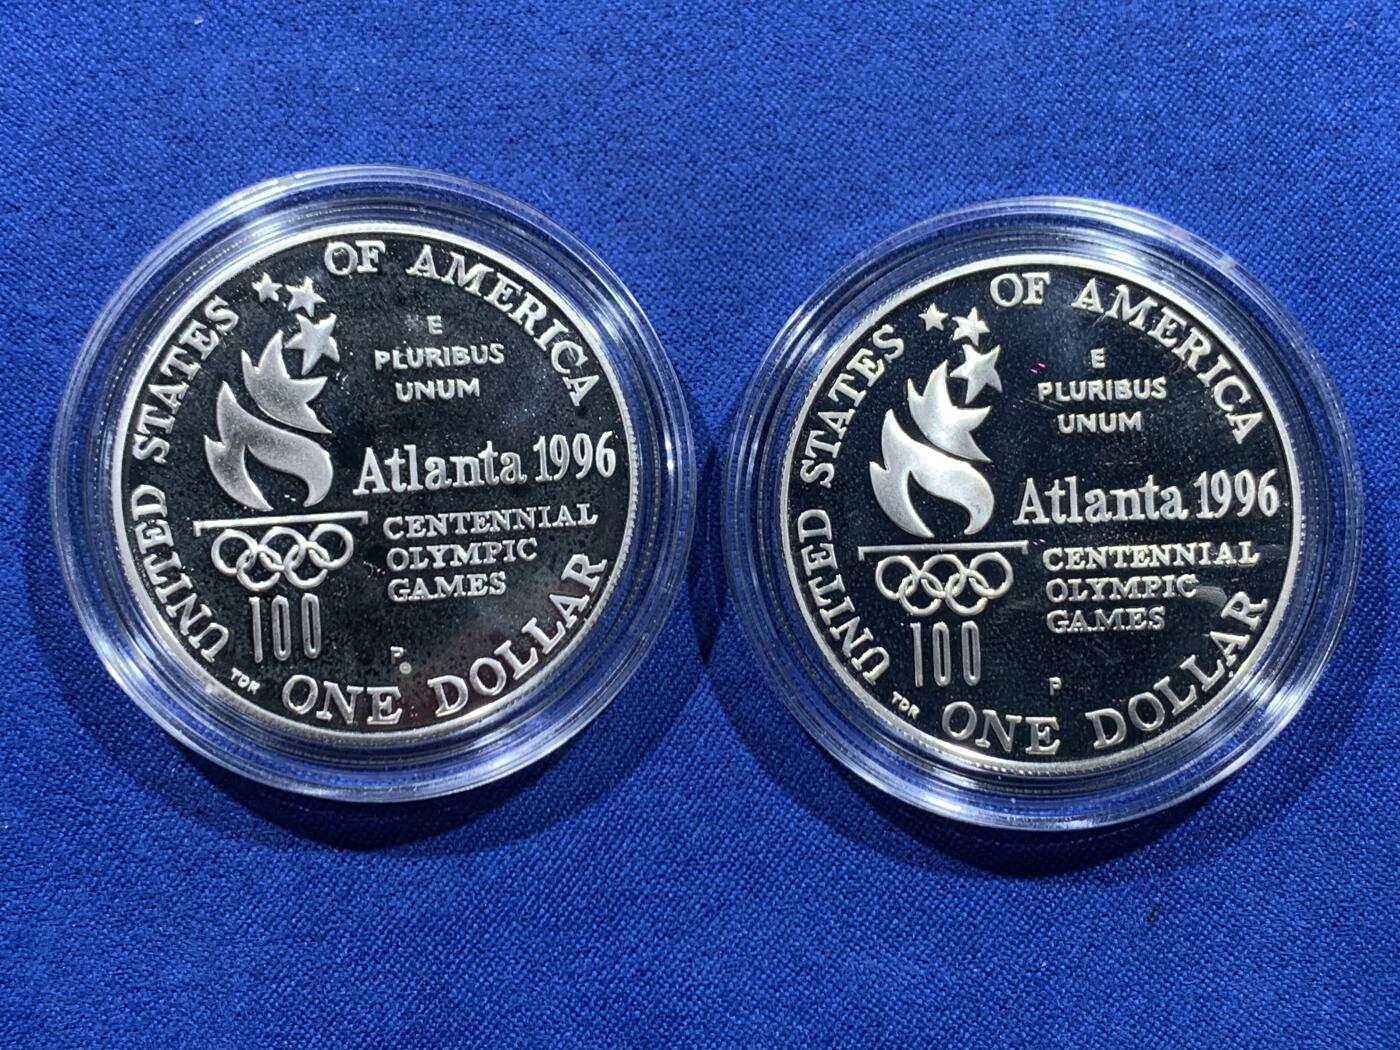 UNITED STATES OF AMERICA
E
PLURIBUS
UNUM
Atlanta 1996
CENTENNIAL
OLYMPIC
GAMES
100
P
TDR
ONE DOLLAR
UNITED STATES OF AMERICA
E
PLURIBUS
UNUM
Atlanta 1996
CENTENNIAL
OLYMPIC
GAMES
100
P
TDR
ONE DOLLAR